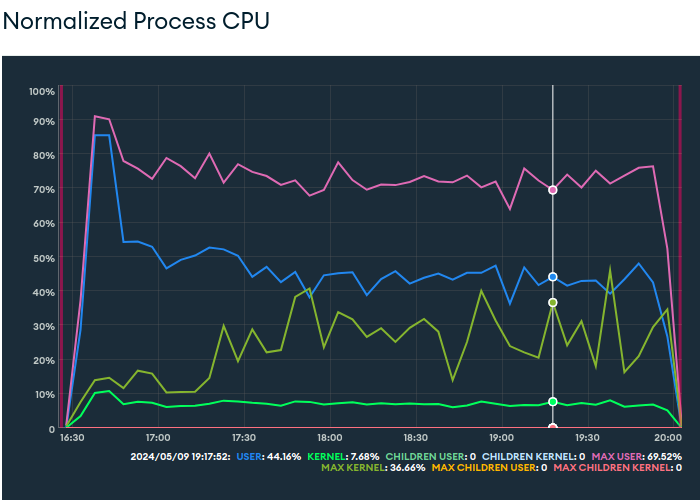 Normalized Process CPU
100%
90%
80%
70%
60%
50%
40%
30%
20%
10%
0
16:30 17:00 17:30 18:00 18:30 19:00 19:30 20:00
2024/05/09 19:17:52: USER: 44.16% KERNEL: 7.68% CHILDREN USER: 0 CHILDREN KERNEL: 0 MAX USER: 69.52%
MAX KERNEL: 36.66% MAX CHILDREN USER: 0 MAX CHILDREN KERNEL: 0